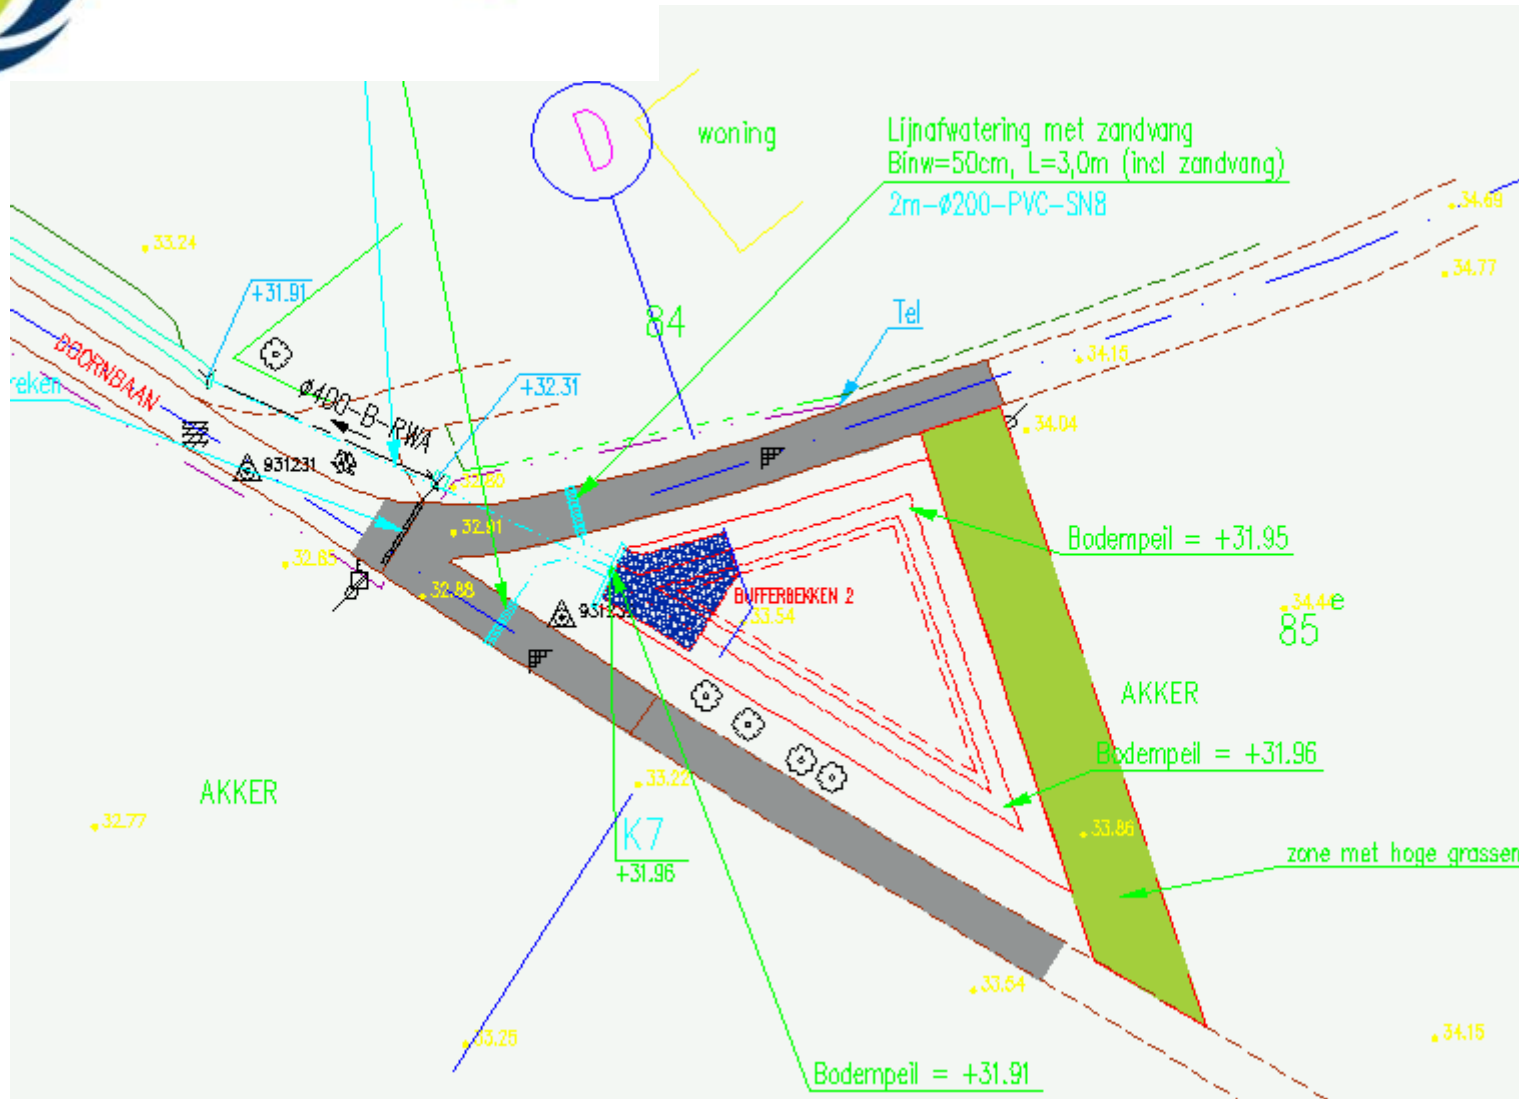 D
woning
Lijnafwatering met zandvang
Binw=50cm, L=3,0m (incl zandvang)
2m-ø200-PVC-SN8
34.69
33.24
34.77
+31.91
84
Tel
34.15
DOORNBAAN
reken
ø400-B-RWA
+32.31
34.04
931231
32.80
32.91
Bodempeil = +31.95
32.65
32.88
BUFFERBEKKEN 2
33.54
34.44
e
85
AKKER
Bodempeil = +31.96
33.22
AKKER
32.77
K7
+31.96
33.86
zone met hoge grassen
33.54
33.25
34.15
Bodempeil = +31.91